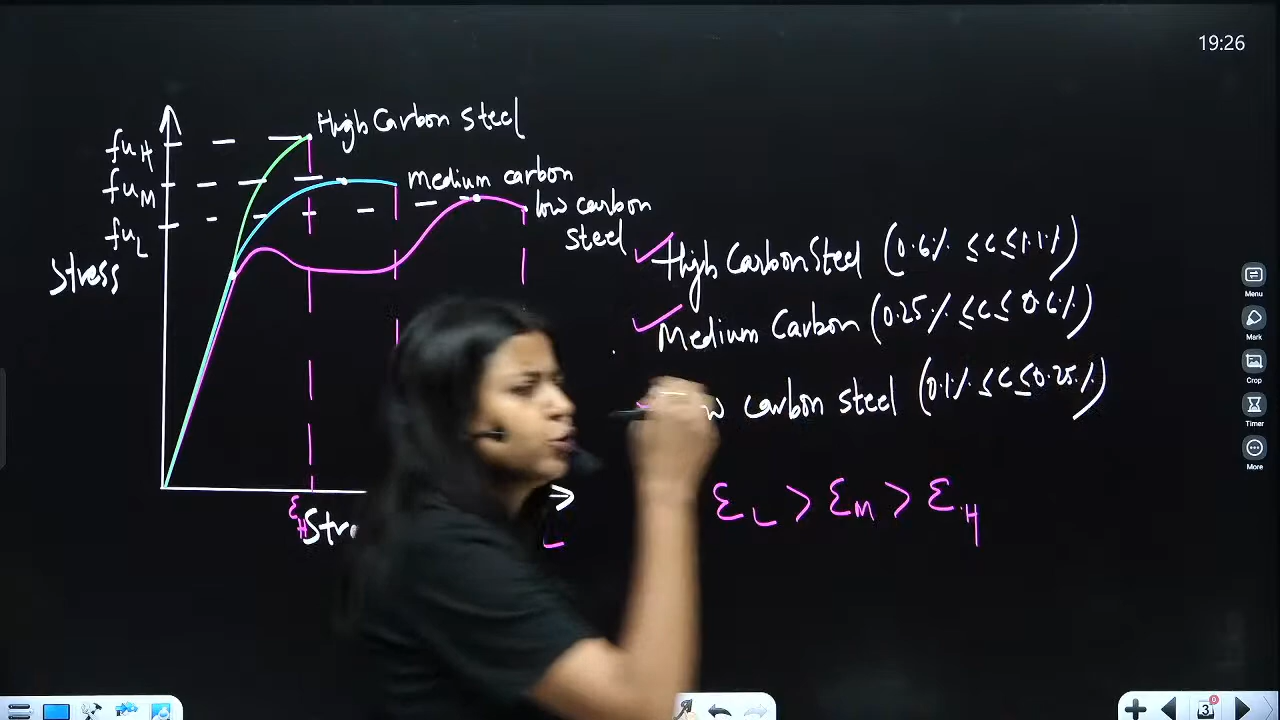 19:26
High Carbon steel
fuH
medium carbon
fuM
low carbon
steel
fuL
Stress
High Carbon Steel (0.6% ≤c≤1.1%)
Medium Carbon (0.25% ≤c≤ 0.6%)
carbon steel (0.1% ≤c≤0.25%)
εL > εM > εH
εH
L
Menu
Mark
Crop
Timer
More